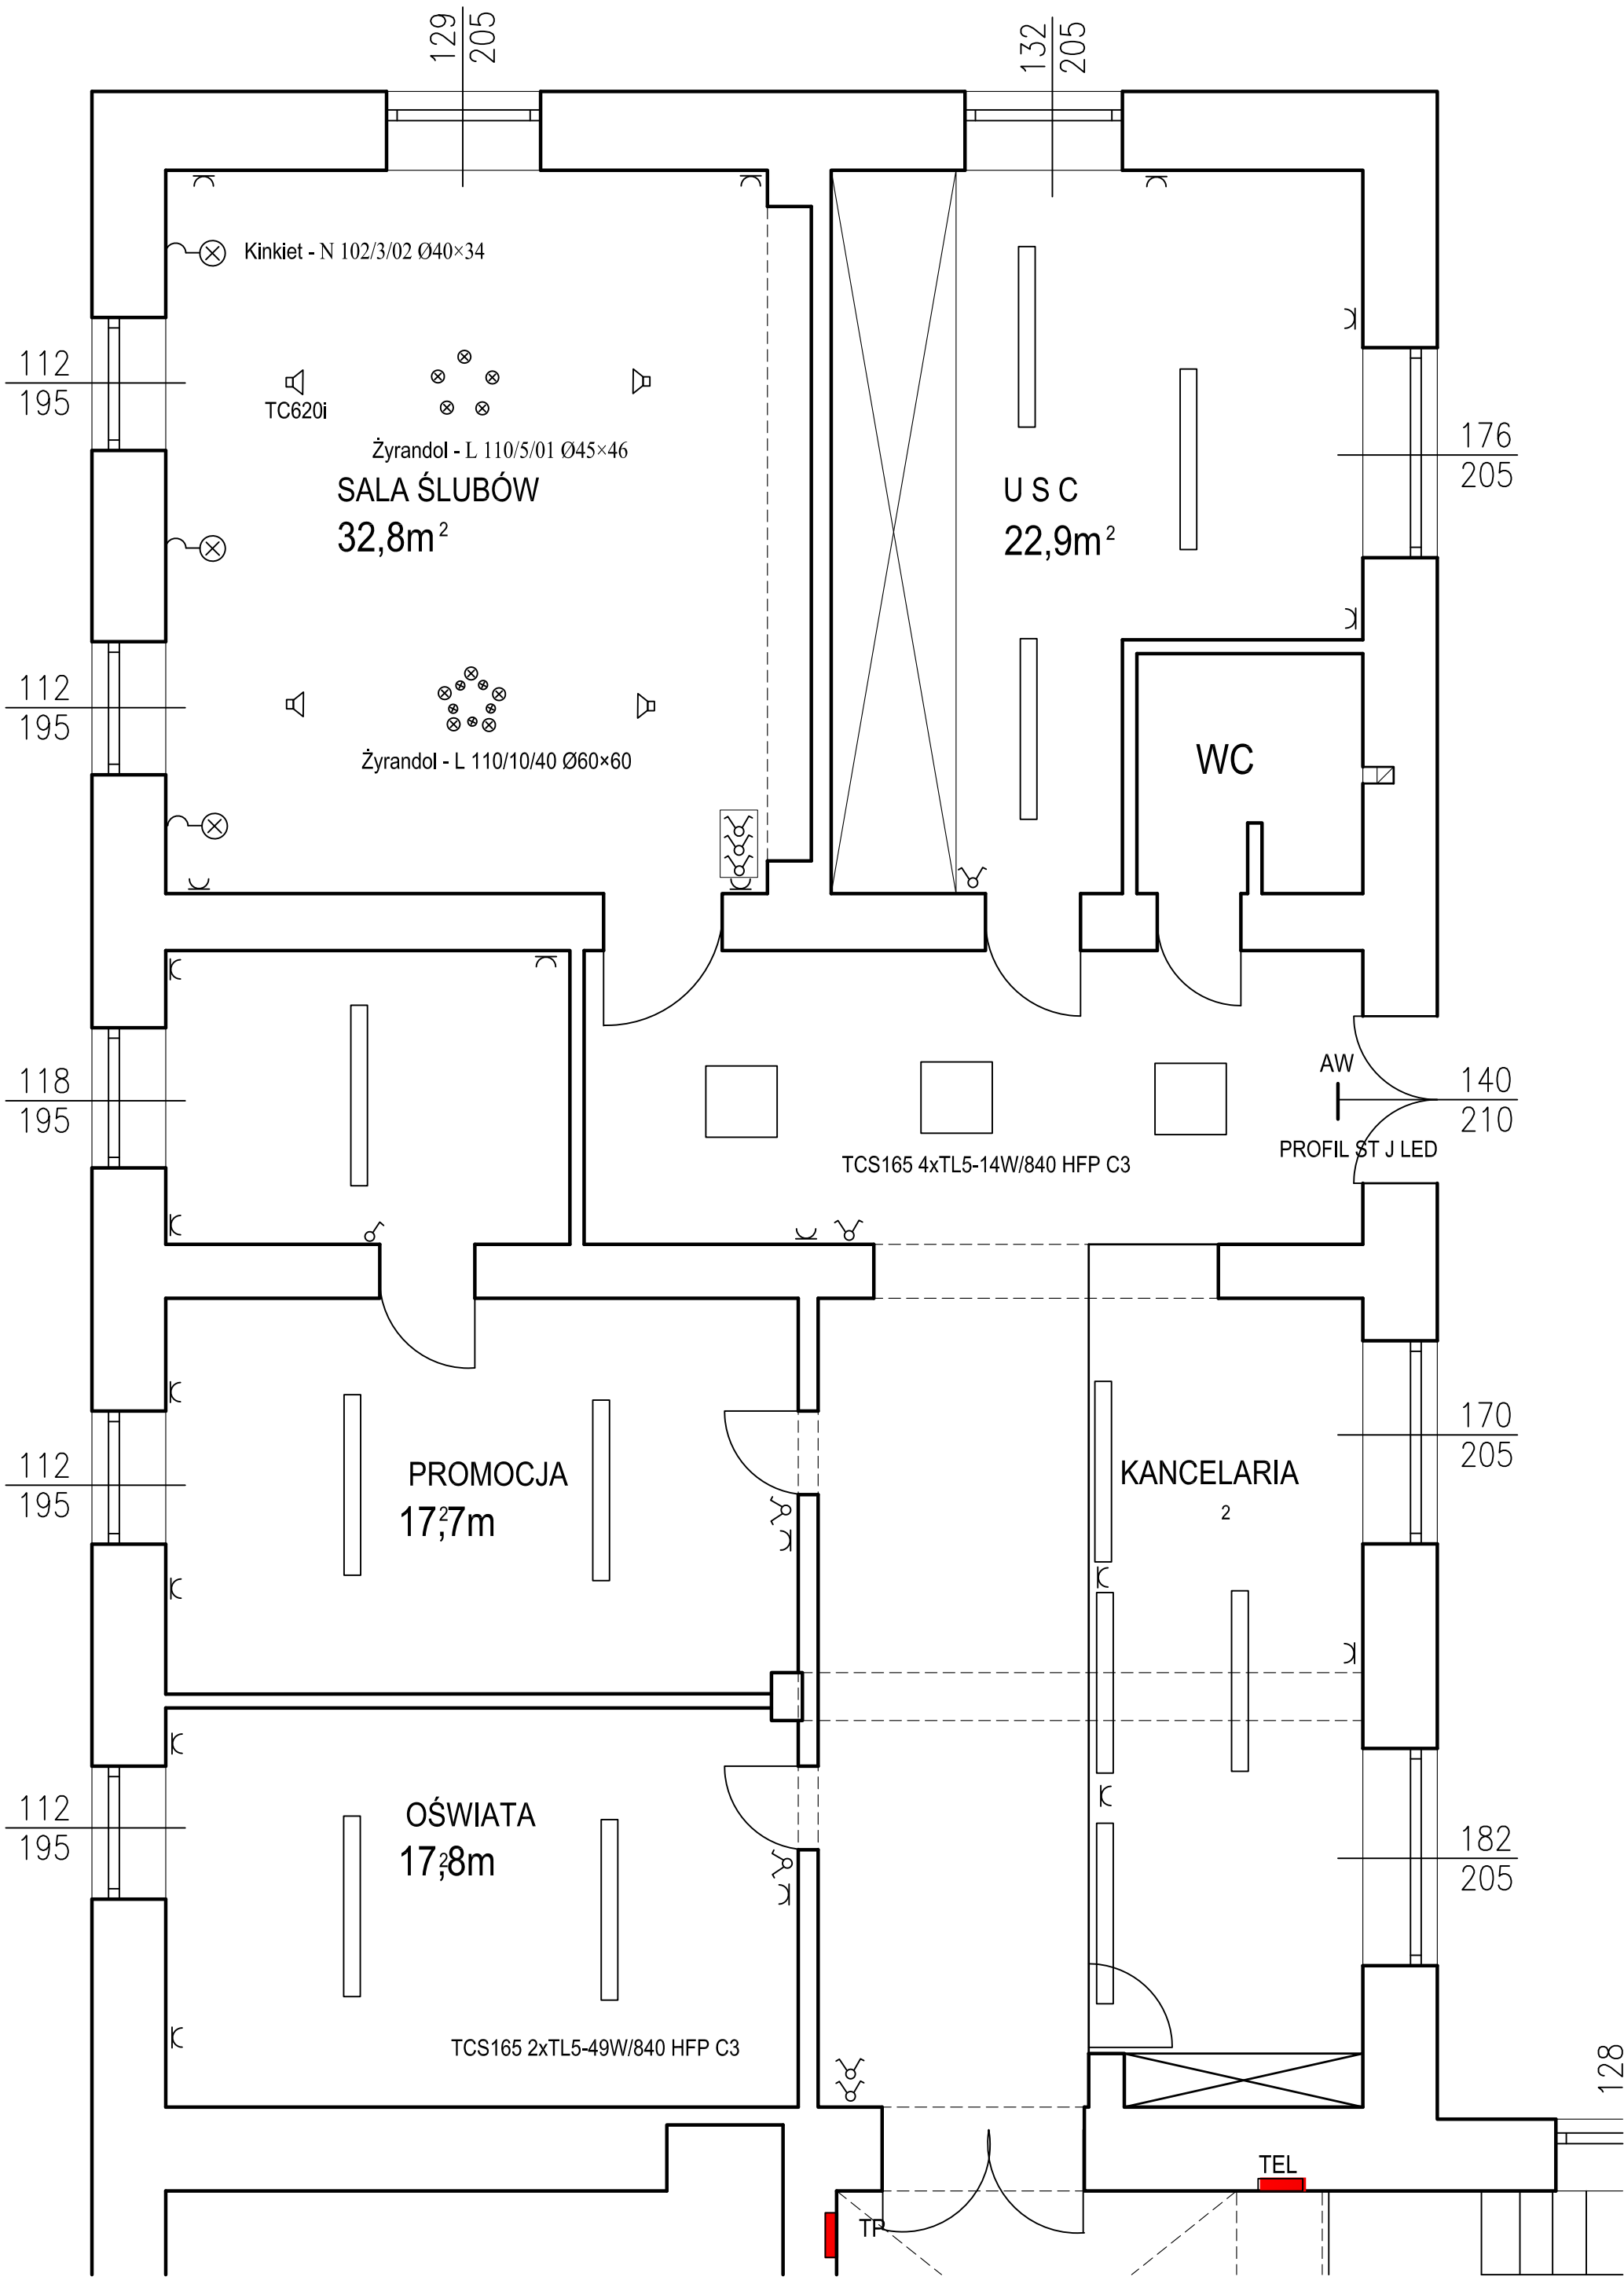 129
205
132
205
Kinkiet - N 102/3/02 Ø40×34
112
195
TC620i
Żyrandol - L 110/5/01 Ø45×46
SALA ŚLUBÓW
32,8m²
U S C
22,9m²
176
205
112
195
Żyrandol - L 110/10/40 Ø60×60
WC
118
195
AW
140
210
PROFIL ST J LED
TCS165 4xTL5-14W/840 HFP C3
112
195
PROMOCJA
17,7m²
KANCELARIA
2
170
205
112
195
OŚWIATA
17,8m²
182
205
TCS165 2xTL5-49W/840 HFP C3
128
TEL
TP